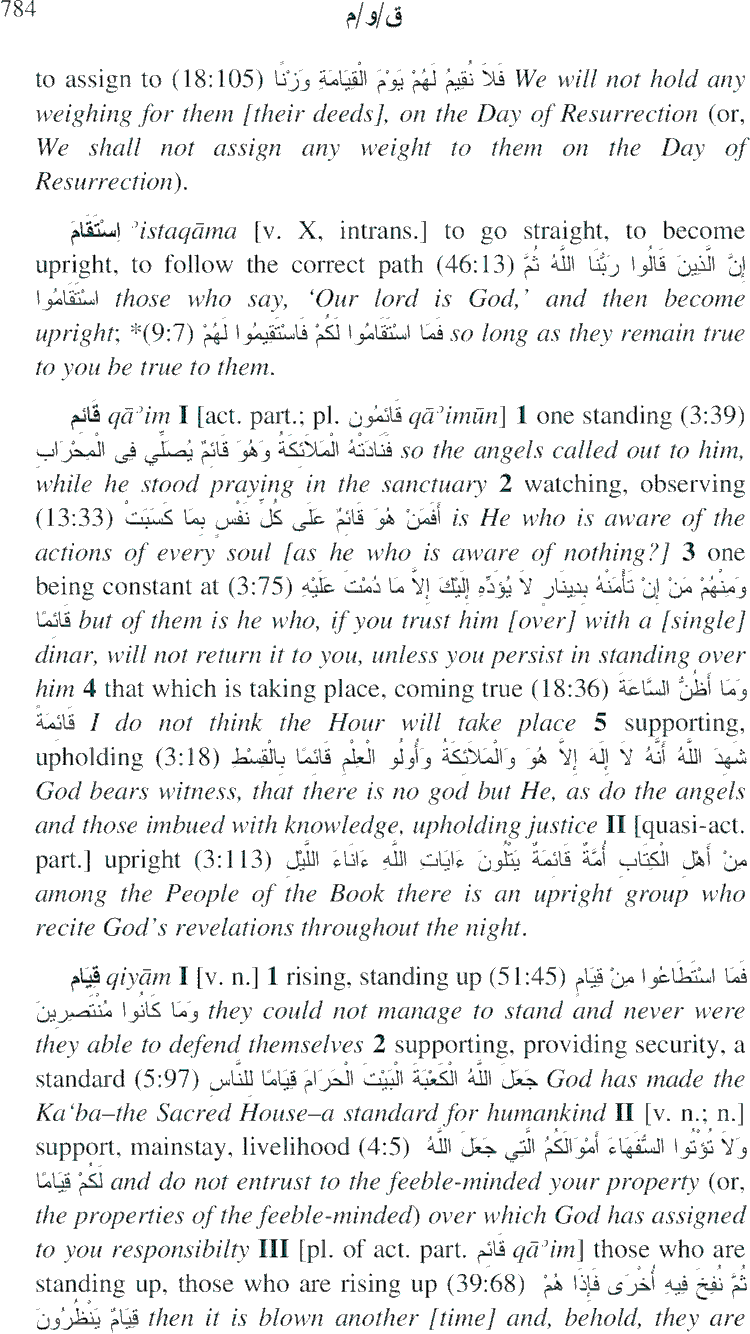 784
ق/و/م
to assign to (18:105) فَلاَ نُقِيمُ لَهُمْ يَوْمَ الْقِيَامَةِ وَزْنًا We will not hold any
weighing for them [their deeds], on the Day of Resurrection (or,
We shall not assign any weight to them on the Day of
Resurrection).
اِسْتَقَامَ ʾistaqāma [v. X, intrans.] to go straight, to become
upright, to follow the correct path (46:13) إِنَّ الَّذِينَ قَالُوا رَبُّنَا اللَّهُ ثُمَّ
اسْتَقَامُوا those who say, ‘Our lord is God,’ and then become
upright; *(9:7) فَمَا اسْتَقَامُوا لَكُمْ فَاسْتَقِيمُوا لَهُمْ so long as they remain true
to you be true to them.
قَائِم qāʾim I [act. part.; pl. قَائِمُون qāʾimūn] 1 one standing (3:39)
فَنَادَتْهُ الْمَلاَئِكَةُ وَهُوَ قَائِمٌ يُصَلِّي فِى الْمِحْرَابِ so the angels called out to him,
while he stood praying in the sanctuary 2 watching, observing
(13:33) أَفَمَنْ هُوَ قَائِمٌ عَلَى كُلِّ نَفْسٍ بِمَا كَسَبَتْ is He who is aware of the
actions of every soul [as he who is aware of nothing?] 3 one
being constant at (3:75) وَمِنْهُمْ مَنْ إِنْ تَأْمَنْهُ بِدِينَارٍ لاَ يُؤَدِّهِ إِلَيْكَ إِلاَّ مَا دُمْتَ عَلَيْهِ
قَائِمًا but of them is he who, if you trust him [over] with a [single]
dinar, will not return it to you, unless you persist in standing over
him 4 that which is taking place, coming true (18:36) وَمَا أَظُنُّ السَّاعَةَ
قَائِمَةً I do not think the Hour will take place 5 supporting,
upholding (3:18) شَهِدَ اللَّهُ أَنَّهُ لاَ إِلَهَ إِلاَّ هُوَ وَالْمَلاَئِكَةُ وَأُولُو الْعِلْمِ قَائِمًا بِالْقِسْطِ
God bears witness, that there is no god but He, as do the angels
and those imbued with knowledge, upholding justice II [quasi-act.
part.] upright (3:113) مِنْ أَهْلِ الْكِتَابِ أُمَّةٌ قَائِمَةٌ يَتْلُونَ ءَايَاتِ اللَّهِ ءَانَاءَ اللَّيْلِ
among the People of the Book there is an upright group who
recite God’s revelations throughout the night.
قِيَام qiyām I [v. n.] 1 rising, standing up (51:45) فَمَا اسْتَطَاعُوا مِنْ قِيَامٍ
وَمَا كَانُوا مُنْتَصِرِينَ they could not manage to stand and never were
they able to defend themselves 2 supporting, providing security, a
standard (5:97) جَعَلَ اللَّهُ الْكَعْبَةَ الْبَيْتَ الْحَرَامَ قِيَامًا لِلنَّاسِ God has made the
Kaʿba–the Sacred House–a standard for humankind II [v. n.; n.]
support, mainstay, livelihood (4:5) وَلاَ تُؤْتُوا السُّفَهَاءَ أَمْوَالَكُمُ الَّتِي جَعَلَ اللَّهُ
لَكُمْ قِيَامًا and do not entrust to the feeble-minded your property (or,
the properties of the feeble-minded) over which God has assigned
to you responsibilty III [pl. of act. part. قَائِم qāʾim] those who are
standing up, those who are rising up (39:68) ثُمَّ نُفِخَ فِيهِ أُخْرَى فَإِذَا هُمْ
قِيَامٌ يَنْظُرُونَ then it is blown another [time] and, behold, they are